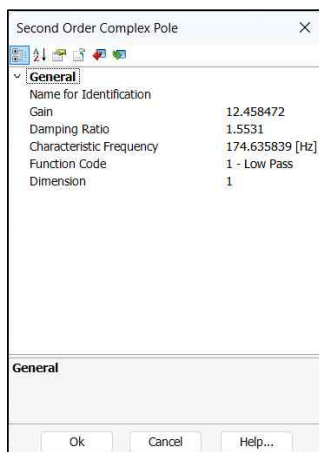 Second Order Complex Pole
General
Name for Identification
Gain 12.458472
Damping Ratio 1.5531
Characteristic Frequency 174.635839 [Hz]
Function Code 1 - Low Pass
Dimension 1
General
Ok Cancel Help...